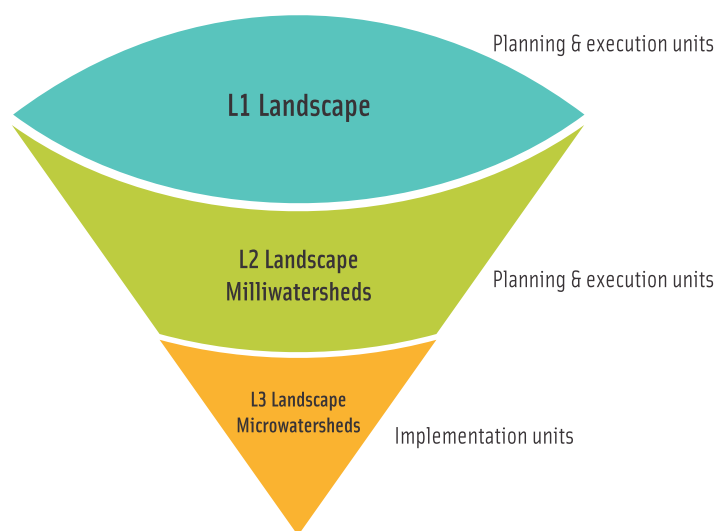 Planning & execution units
L1 Landscape
L2 Landscape
Milliwatersheds
Planning & execution units
L3 Landscape
Microwatersheds
Implementation units